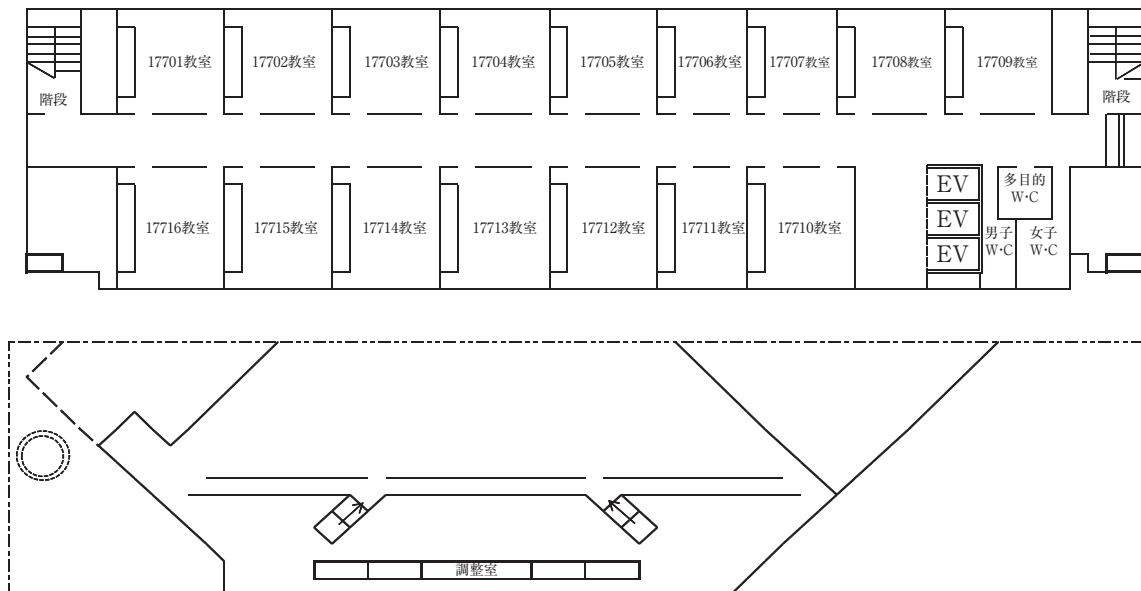 17701教室
17702教室
17703教室
17704教室
17705教室
17706教室
17707教室
17708教室
17709教室
階段
階段
17716教室
17715教室
17714教室
17713教室
17712教室
17711教室
17710教室
EV
EV
EV
多目的
W·C
男子
W·C
女子
W·C
調整室